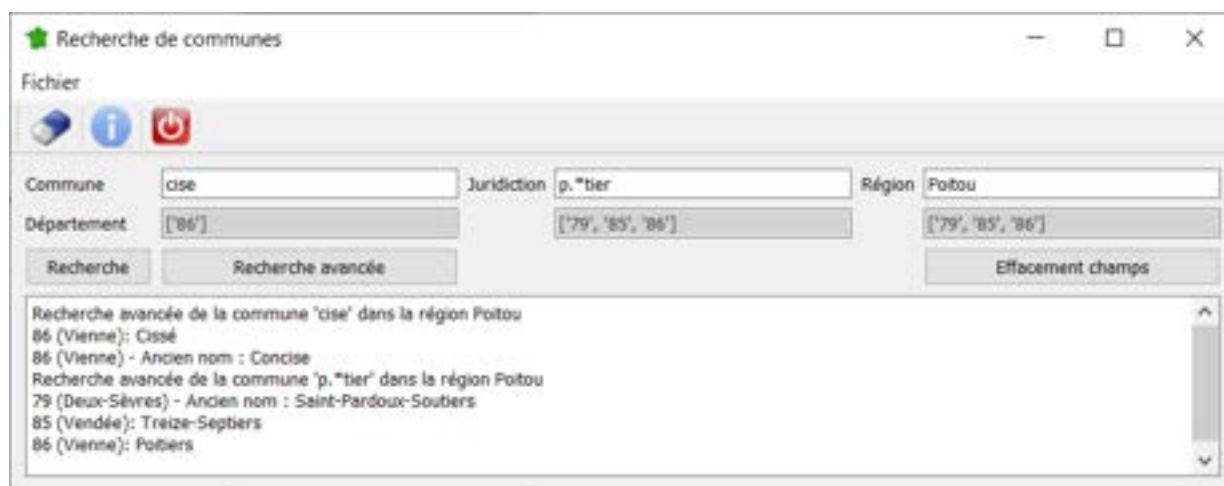 Recherche de communes
Fichier
Commune cise Juridiction p.*tier Région Poitou
Département ['86'] ['79', '85', '86'] ['79', '85', '86']
Recherche Recherche avancée Effacement champs
Recherche avancée de la commune 'cise' dans la région Poitou
86 (Vienne): Cissé
86 (Vienne) - Ancien nom : Concise
Recherche avancée de la commune 'p.*tier' dans la région Poitou
79 (Deux-Sèvres) - Ancien nom : Saint-Pardoux-Soutiers
85 (Vendée): Treize-Septiers
86 (Vienne): Poitiers